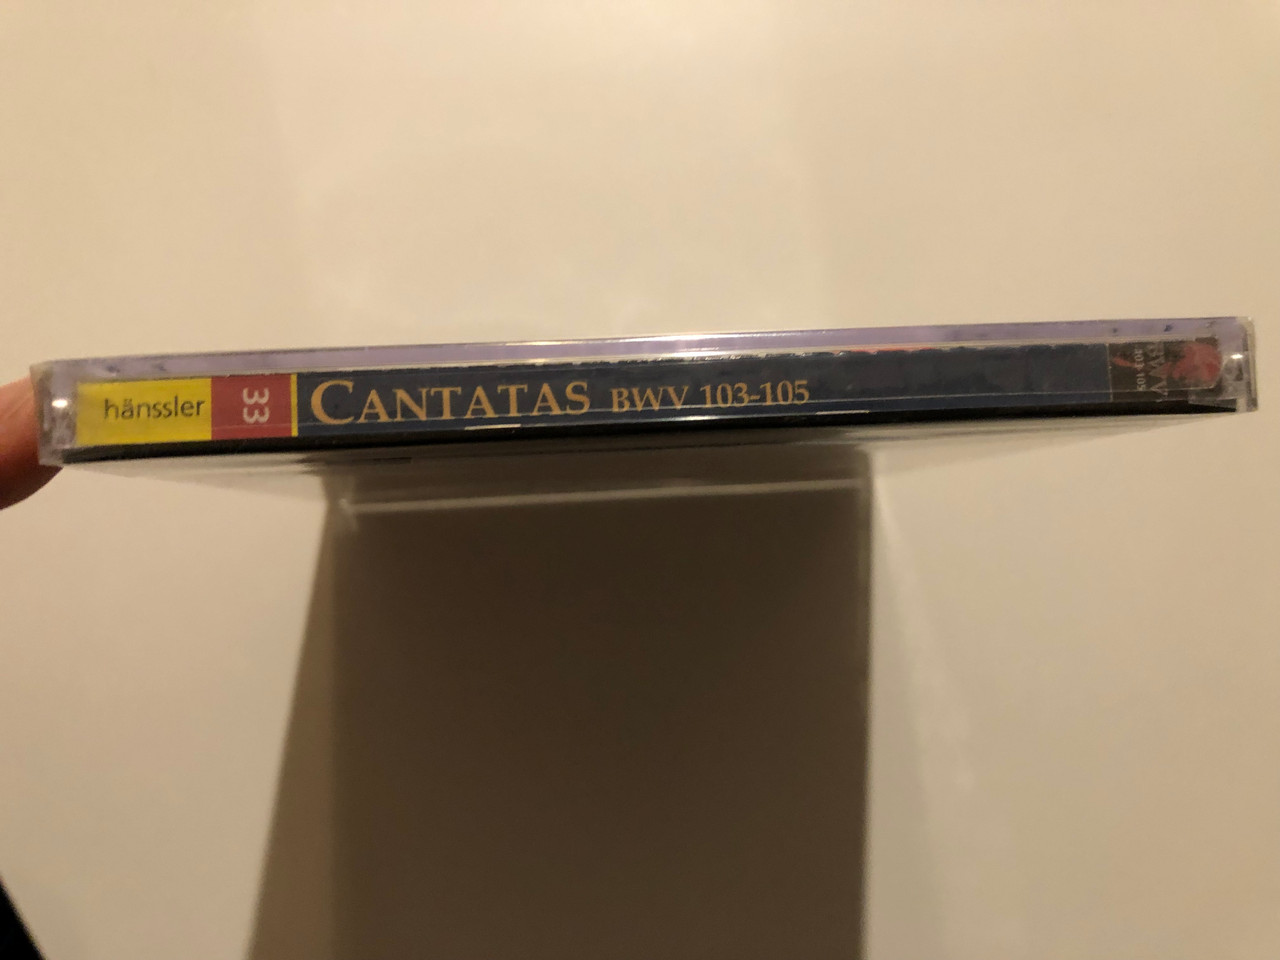 hänssler
33
CANTATAS BWV 103-105